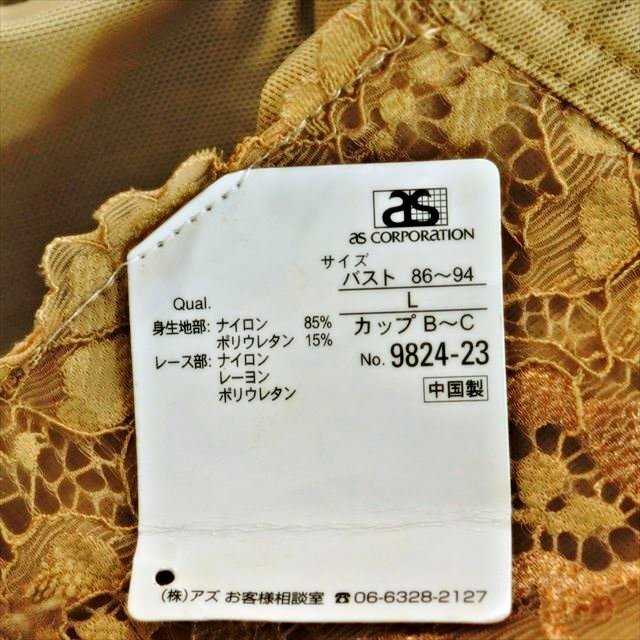 as
as CORPORATION
サイズ
バスト 86～94
L
カップ B～C
No. 9824-23
中国製
Qual.
身生地部: ナイロン 85%
ポリウレタン 15%
レース部: ナイロン
レーヨン
ポリウレタン
(株)アズ お客様相談室 ☎06-6328-2127